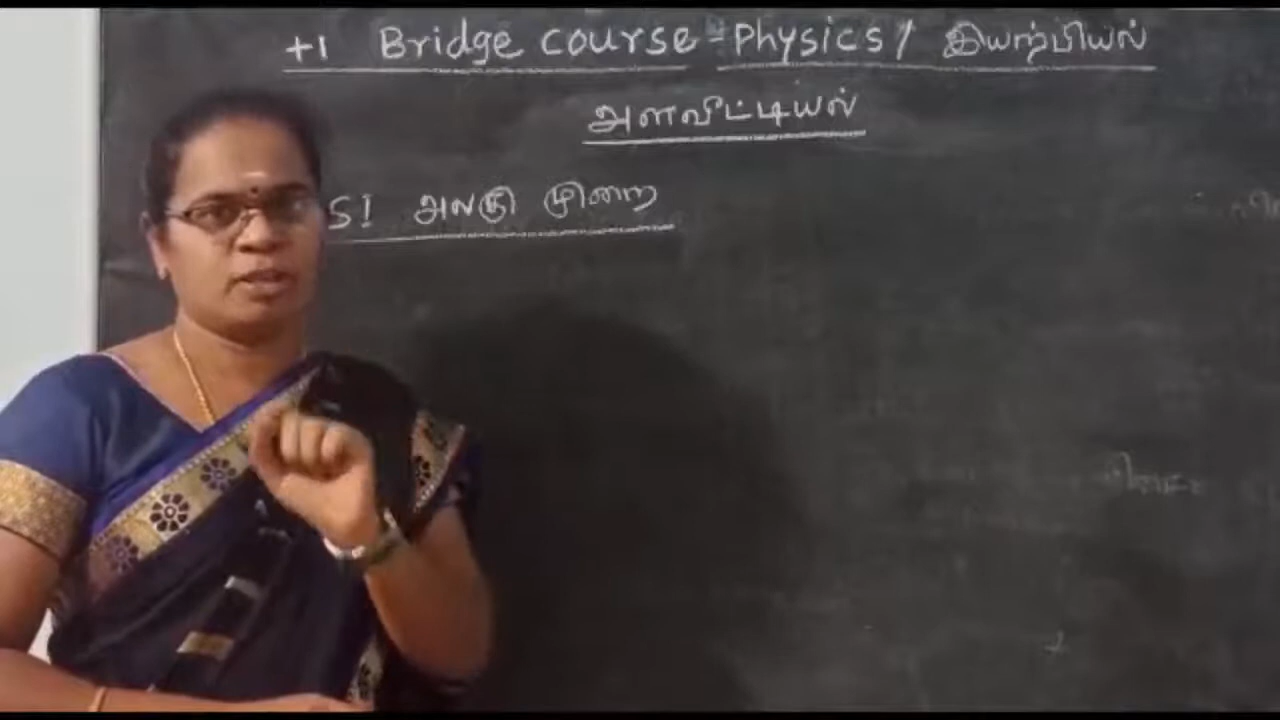 +1 Bridge course - Physics / இயற்பியல்
அளவீட்டியல்
SI அலகு முறை